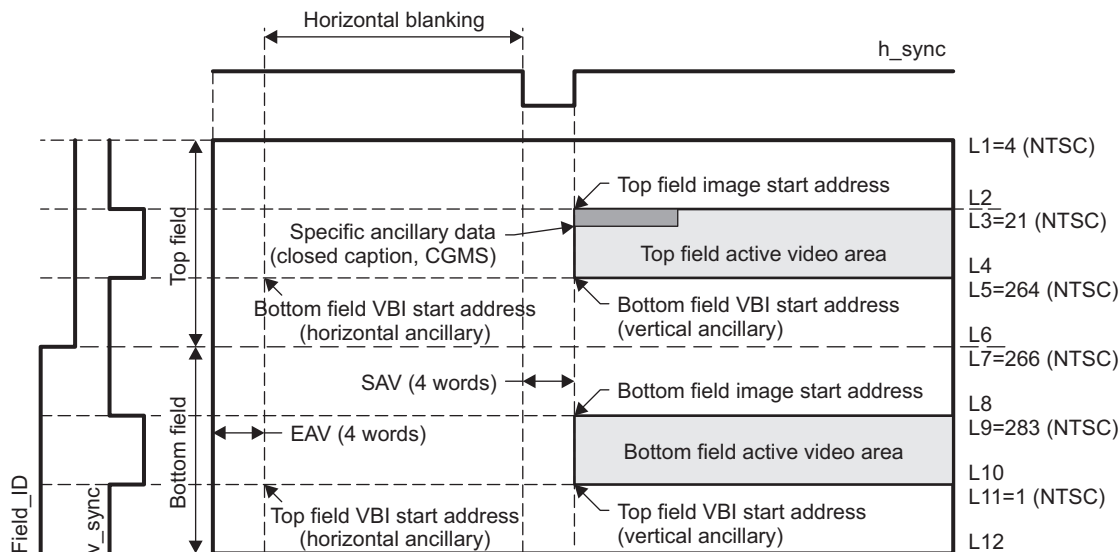 Horizontal blanking
h_sync
L1=4 (NTSC)
Top field image start address
L2
L3=21 (NTSC)
Specific ancillary data
(closed caption, CGMS)
Top field active video area
L4
Top field
L5=264 (NTSC)
Bottom field VBI start address
(horizontal ancillary)
Bottom field VBI start address
(vertical ancillary)
L6
L7=266 (NTSC)
SAV (4 words)
Bottom field image start address
L8
L9=283 (NTSC)
EAV (4 words)
Bottom field active video area
L10
Bottom field
L11=1 (NTSC)
Top field VBI start address
(horizontal ancillary)
Top field VBI start address
(vertical ancillary)
L12
Field_ID
v_sync